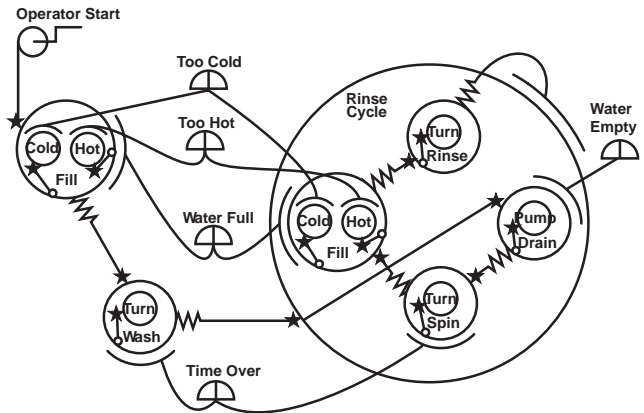 Operator Start
Too Cold
Rinse
Cycle
Water
Empty
Too Hot
Turn
Rinse
Cold
Hot
Fill
Water Full
Cold
Hot
Fill
Pump
Drain
Turn
Wash
Turn
Spin
Time Over